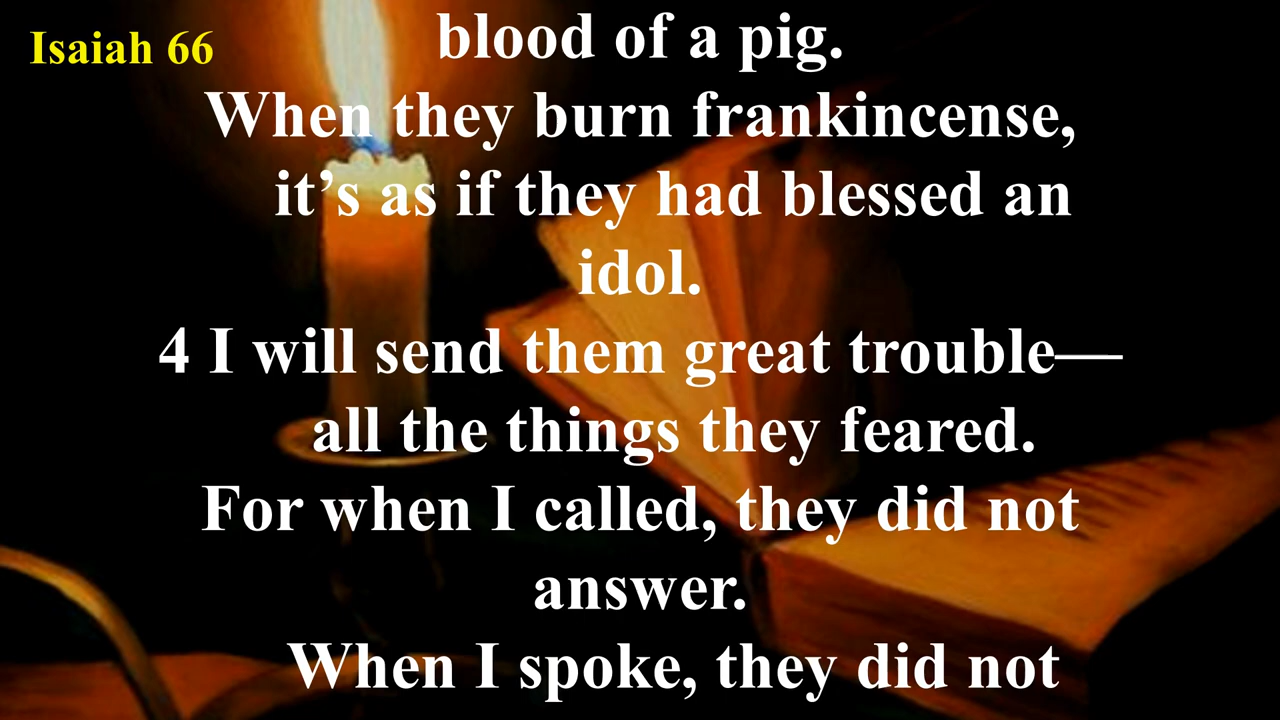 Isaiah 66
blood of a pig.
When they burn frankincense,
it’s as if they had blessed an
idol.
4 I will send them great trouble—
all the things they feared.
For when I called, they did not
answer.
When I spoke, they did not